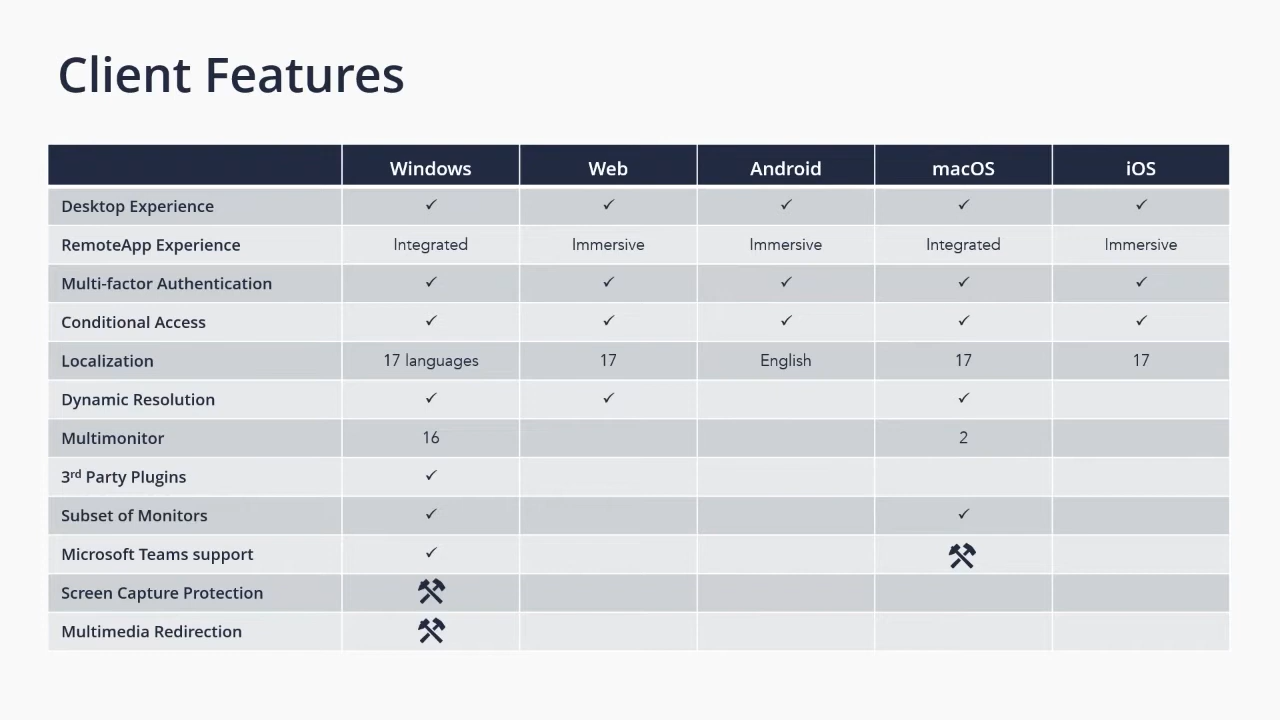 Client Features
Windows Web Android macOS iOS
Desktop Experience ✓ ✓ ✓ ✓ ✓
RemoteApp Experience Integrated Immersive Immersive Integrated Immersive
Multi-factor Authentication ✓ ✓ ✓ ✓ ✓
Conditional Access ✓ ✓ ✓ ✓ ✓
Localization 17 languages 17 English 17 17
Dynamic Resolution ✓ ✓ ✓
Multimonitor 16 2
3rd Party Plugins ✓
Subset of Monitors ✓ ✓
Microsoft Teams support ✓
Screen Capture Protection
Multimedia Redirection